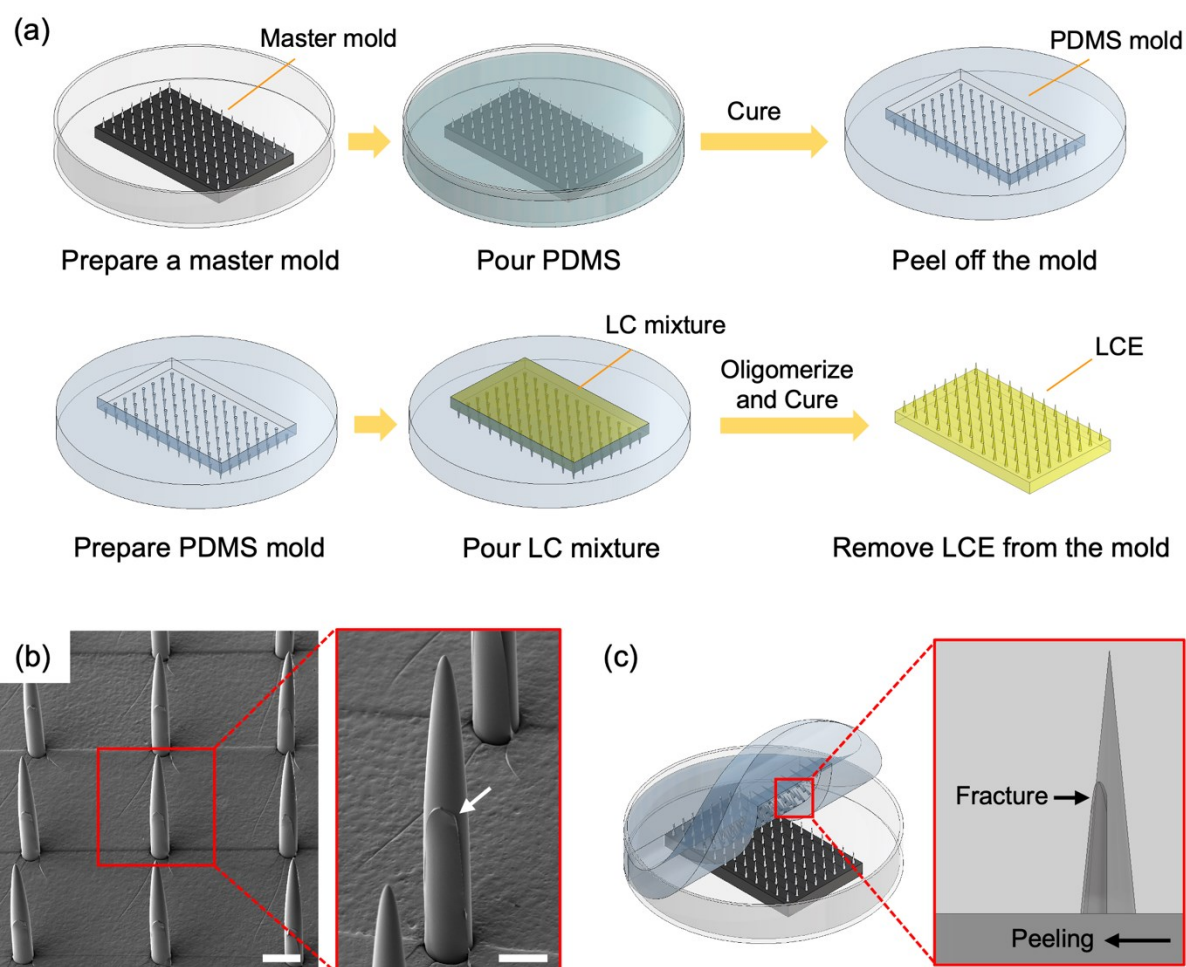 (a)
Master mold
PDMS mold
Cure
Prepare a master mold
Pour PDMS
Peel off the mold
LC mixture
LCE
Oligomerize
and Cure
Prepare PDMS mold
Pour LC mixture
Remove LCE from the mold
(b)
(c)
Fracture
Peeling